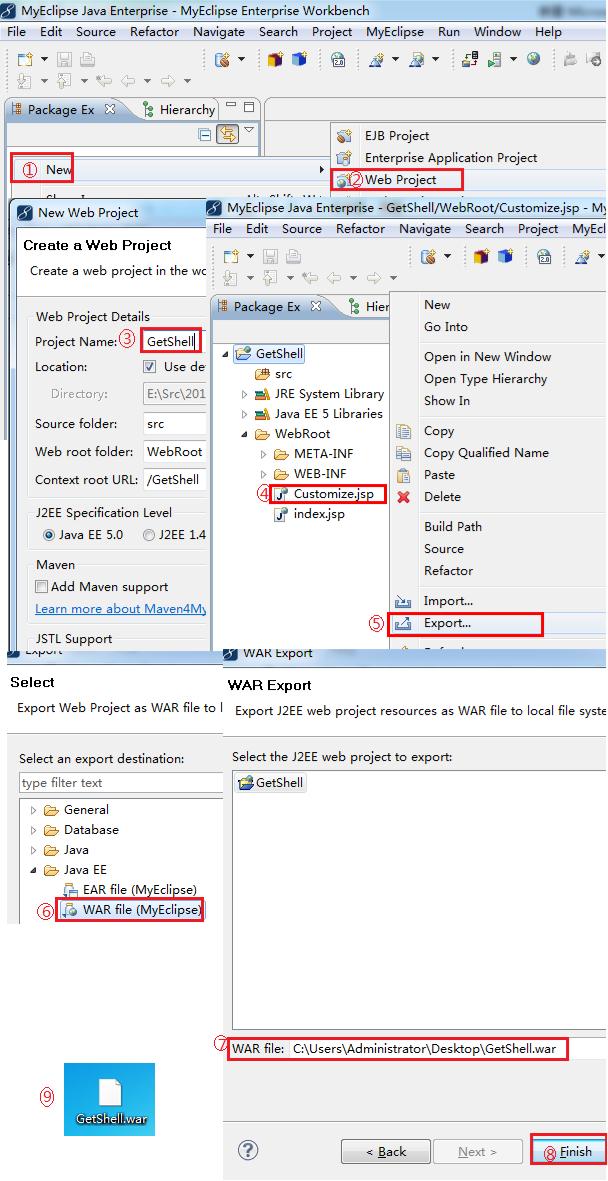 MyEclipse Java Enterprise - MyEclipse Enterprise Workbench
File Edit Source Refactor Navigate Search Project MyEclipse Run Window Help
Package Ex Hierarchy
EJB Project
Enterprise Application Project
① New
② Web Project
New Web Project
Create a Web Project
Create a web project in the wo
Web Project Details
Project Name: ③ GetShell
Location: Use de
Directory: E:\Src\201
Source folder: src
Web root folder: WebRoot
Context root URL: /GetShell
J2EE Specification Level
Java EE 5.0 J2EE 1.4
Maven
Add Maven support
Learn more about Maven4My
JSTL Support
MyEclipse Java Enterprise - GetShell/WebRoot/Customize.jsp - My
File Edit Source Refactor Navigate Search Project MyEcl
Package Ex Hier
GetShell
src
JRE System Library
Java EE 5 Libraries
WebRoot
META-INF
WEB-INF
④ Customize.jsp
index.jsp
New
Go Into
Open in New Window
Open Type Hierarchy
Show In
Copy
Copy Qualified Name
Paste
Delete
Build Path
Source
Refactor
Import...
⑤ Export...
Export
Select
Export Web Project as WAR file to l
Select an export destination:
type filter text
General
Database
Java
Java EE
EAR file (MyEclipse)
⑥ WAR file (MyEclipse)
WAR Export
WAR Export
Export J2EE web project resources as WAR file to local file syste
Select the J2EE web project to export:
GetShell
⑦ WAR file: C:\Users\Administrator\Desktop\GetShell.war
⑨ GetShell.war
< Back Next > ⑧ Finish